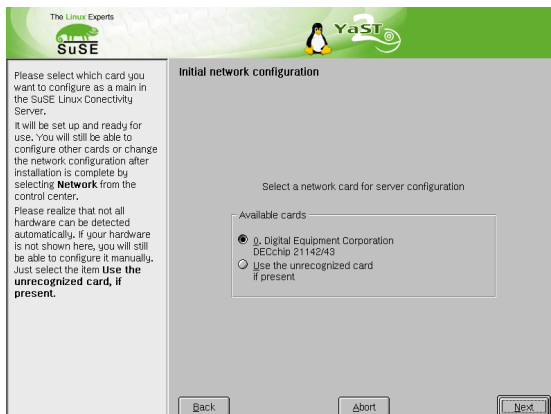 The Linux Experts
SuSE
YaST2
Please select which card you
want to configure as a main in
the SuSE Linux Conectivity
Server.
It will be set up and ready for
use. You will still be able to
configure other cards or change
the network configuration after
installation is complete by
selecting Network from the
control center.
Please realize that not all
hardware can be detected
automatically. If your hardware
is not shown here, you will still
be able to configure it manually.
Just select the item Use the
unrecognized card, if
present.
Initial network configuration
Select a network card for server configuration
Available cards
0. Digital Equipment Corporation
DECchip 21142/43
Use the unrecognized card
if present
Back
Abort
Next